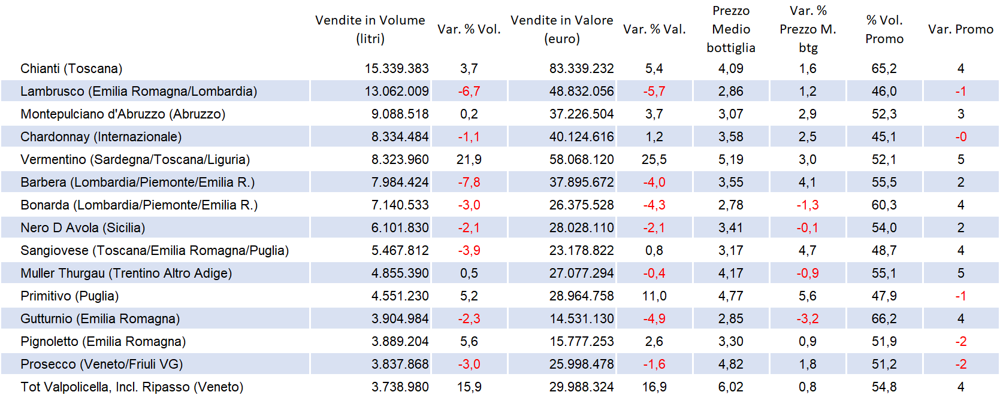 Vendite in Volume (litri) Var. % Vol. Vendite in Valore (euro) Var. % Val. Prezzo Medio bottiglia Var. % Prezzo M. btg % Vol. Promo Var. Promo
Chianti (Toscana) 15.339.383 3,7 83.339.232 5,4 4,09 1,6 65,2 4
Lambrusco (Emilia Romagna/Lombardia) 13.062.009 -6,7 48.832.056 -5,7 2,86 1,2 46,0 -1
Montepulciano d'Abruzzo (Abruzzo) 9.088.518 0,2 37.226.504 3,7 3,07 2,9 52,3 3
Chardonnay (Internazionale) 8.334.484 -1,1 40.124.616 1,2 3,58 2,5 45,1 -0
Vermentino (Sardegna/Toscana/Liguria) 8.323.960 21,9 58.068.120 25,5 5,19 3,0 52,1 5
Barbera (Lombardia/Piemonte/Emilia R.) 7.984.424 -7,8 37.895.672 -4,0 3,55 4,1 55,5 2
Bonarda (Lombardia/Piemonte/Emilia R.) 7.140.533 -3,0 26.375.528 -4,3 2,78 -1,3 60,3 4
Nero D Avola (Sicilia) 6.101.830 -2,1 28.028.110 -2,1 3,41 -0,1 54,0 2
Sangiovese (Toscana/Emilia Romagna/Puglia) 5.467.812 -3,9 23.178.822 0,8 3,17 4,7 48,7 4
Muller Thurgau (Trentino Altro Adige) 4.855.390 0,5 27.077.294 -0,4 4,17 -0,9 55,1 5
Primitivo (Puglia) 4.551.230 5,2 28.964.758 11,0 4,77 5,6 47,9 -1
Gutturnio (Emilia Romagna) 3.904.984 -2,3 14.531.130 -4,9 2,85 -3,2 66,2 4
Pignoletto (Emilia Romagna) 3.889.204 5,6 15.777.253 2,6 3,30 0,9 51,9 -2
Prosecco (Veneto/Friuli VG) 3.837.868 -3,0 25.998.478 -1,6 4,82 1,8 51,2 -2
Tot Valpolicella, Incl. Ripasso (Veneto) 3.738.980 15,9 29.988.324 16,9 6,02 0,8 54,8 4